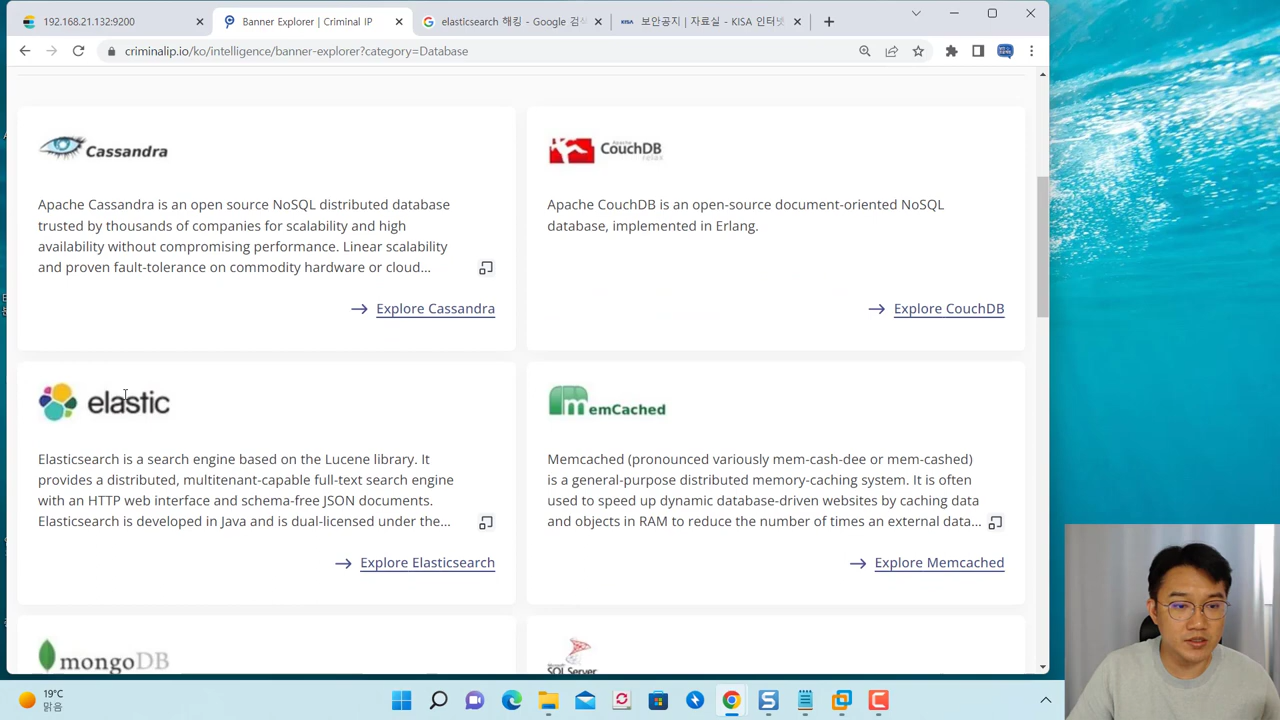 192.168.21.132:9200
Banner Explorer | Criminal IP
elasticsearch 해킹 - Google 검색
KISA 보안공지 | 자료실 - KISA 인터넷
criminalip.io/ko/intelligence/banner-explorer?category=Database
Cassandra
Apache Cassandra is an open source NoSQL distributed database
trusted by thousands of companies for scalability and high
availability without compromising performance. Linear scalability
and proven fault-tolerance on commodity hardware or cloud...
Explore Cassandra
CouchDB
relax
Apache CouchDB is an open-source document-oriented NoSQL
database, implemented in Erlang.
Explore CouchDB
elastic
Elasticsearch is a search engine based on the Lucene library. It
provides a distributed, multitenant-capable full-text search engine
with an HTTP web interface and schema-free JSON documents.
Elasticsearch is developed in Java and is dual-licensed under the...
Explore Elasticsearch
MemCached
Memcached (pronounced variously mem-cash-dee or mem-cashed)
is a general-purpose distributed memory-caching system. It is often
used to speed up dynamic database-driven websites by caching data
and objects in RAM to reduce the number of times an external data...
Explore Memcached
mongoDB
SQL Server
19°C
맑음